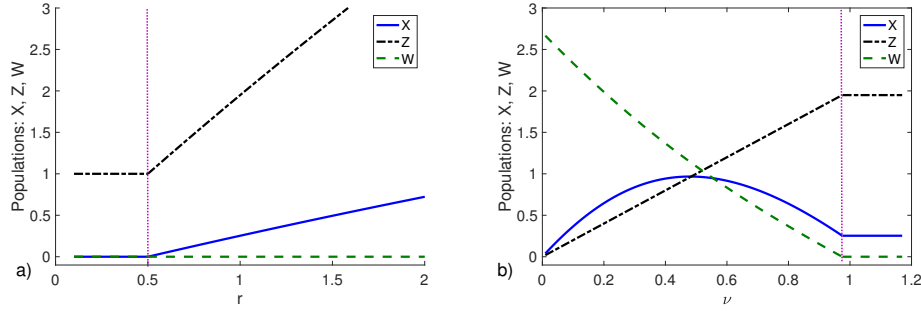 3
2.5
2
1.5
1
0.5
0
Populations: X, Z, W
X
Z
W
0 0.5 1 1.5 2
r
a)
3
2.5
2
1.5
1
0.5
0
Populations: X, Z, W
X
Z
W
0 0.2 0.4 0.6 0.8 1 1.2
ν
b)